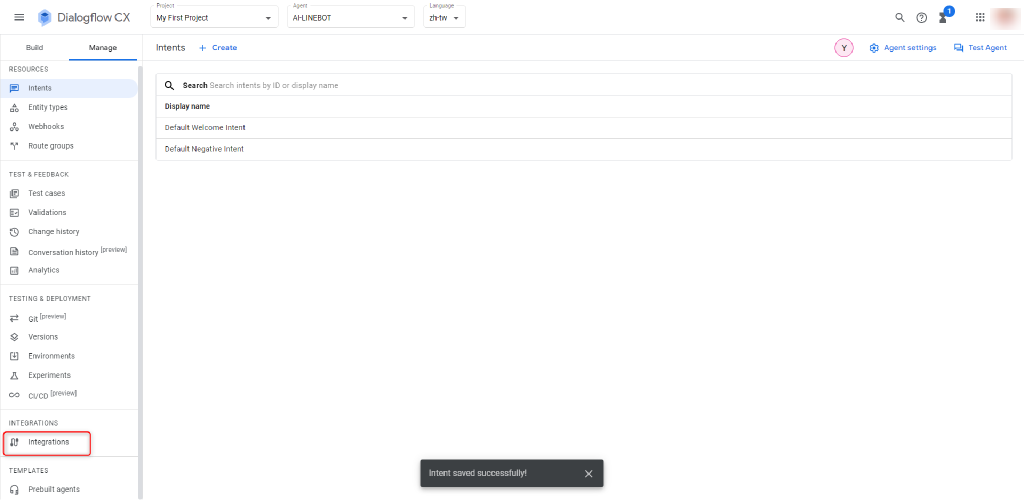 Dialogflow CX
Project
My First Project
Agent
AI-LINEBOT
Language
zh-tw
1
Build
Manage
Intents
Create
Y
Agent settings
Test Agent
RESOURCES
Intents
Entity types
Webhooks
Route groups
TEST & FEEDBACK
Test cases
Validations
Change history
Conversation history [preview]
Analytics
TESTING & DEPLOYMENT
Git [preview]
Versions
Environments
Experiments
CI/CD [preview]
INTEGRATIONS
Integrations
TEMPLATES
Prebuilt agents
Search Search intents by ID or display name
Display name
Default Welcome Intent
Default Negative Intent
Intent saved successfully!